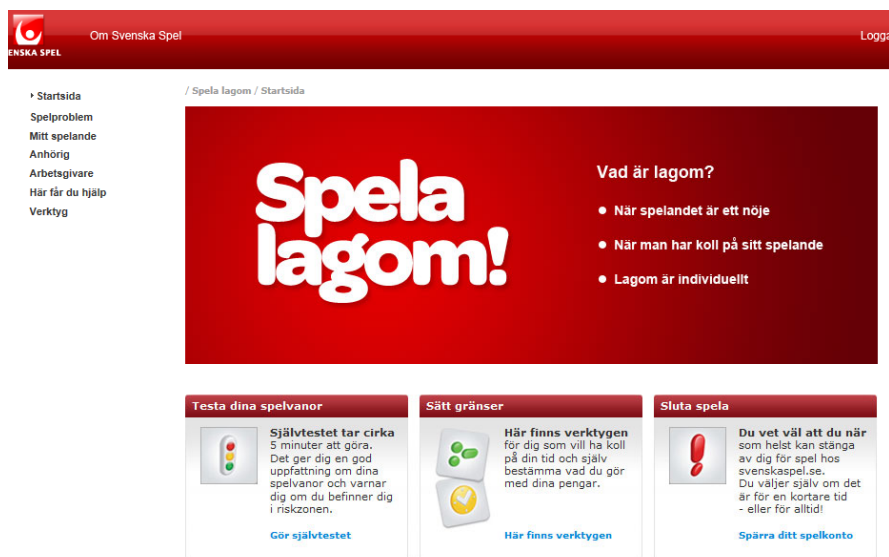 ENSKA SPEL
Om Svenska Spel
Logga
Startsida
Spelproblem
Mitt spelande
Anhörig
Arbetsgivare
Här får du hjälp
Verktyg
/ Spela lagom / Startsida
Spela
lagom!
Vad är lagom?
• När spelandet är ett nöje
• När man har koll på sitt spelande
• Lagom är individuellt
Testa dina spelvanor
Självtestet tar cirka
5 minuter att göra.
Det ger dig en god
uppfattning om dina
spelvanor och varnar
dig om du befinner dig
i riskzonen.
Gör självtestet
Sätt gränser
Här finns verktygen
för dig som vill ha koll
på din tid och själv
bestämma vad du gör
med dina pengar.
Här finns verktygen
Sluta spela
Du vet väl att du när
som helst kan stänga
av dig för spel hos
svenskaspel.se.
Du väljer själv om det
är för en kortare tid
- eller för alltid!
Spärra ditt spelkonto